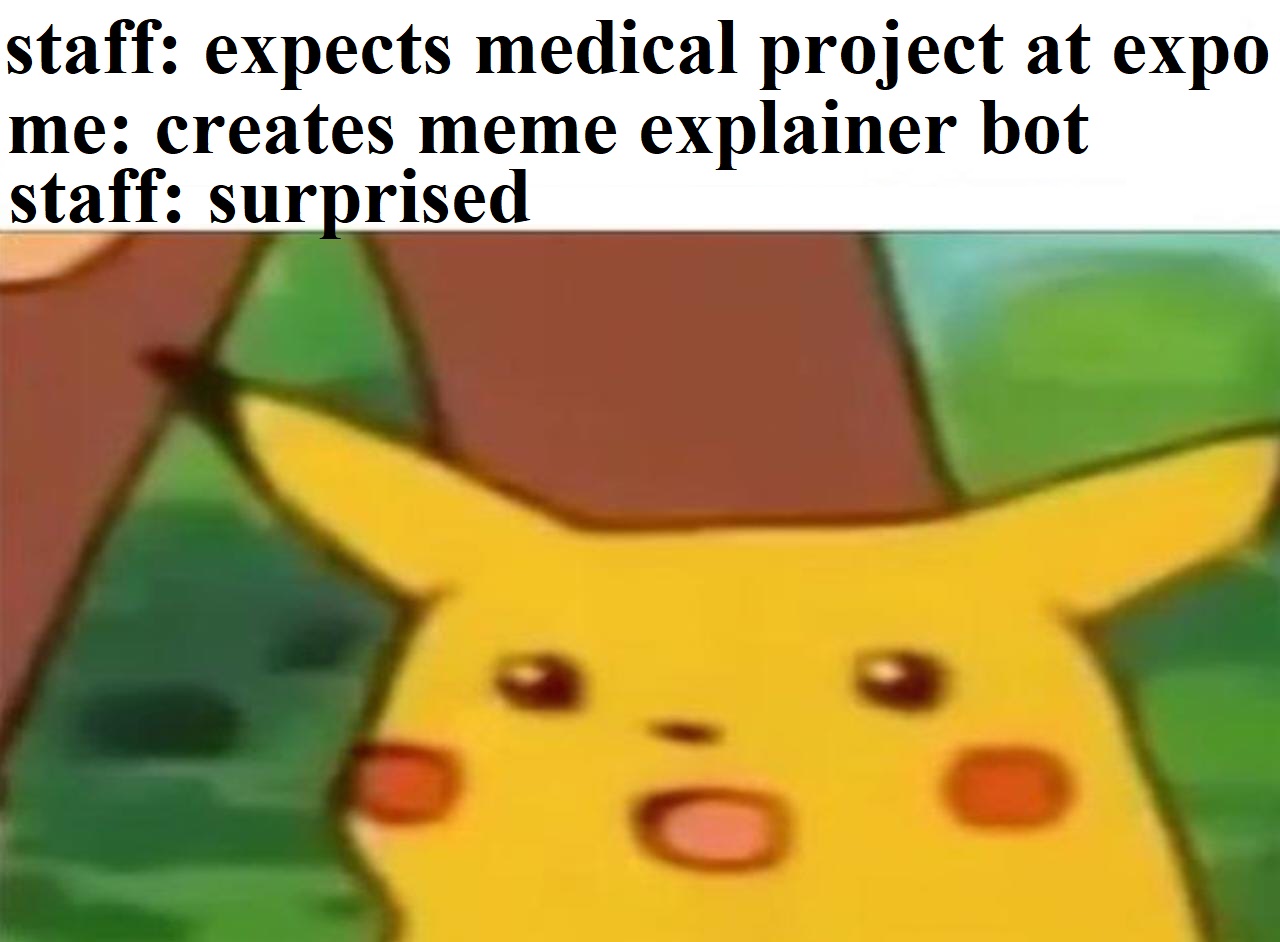 staff: expects medical project at expo
me: creates meme explainer bot
staff: surprised